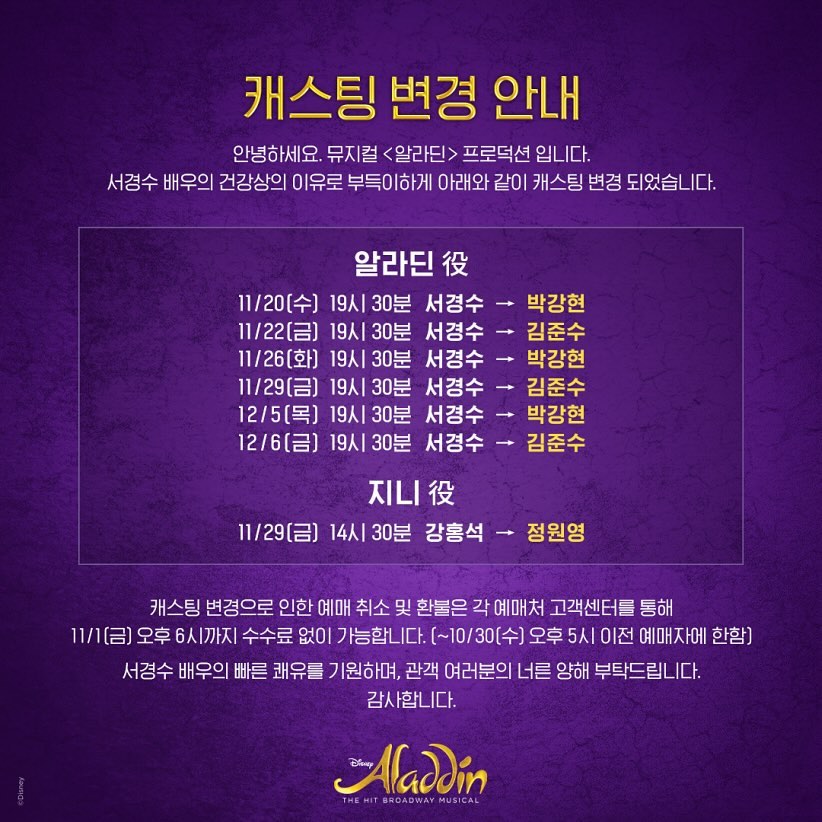 캐스팅 변경 안내
안녕하세요. 뮤지컬 <알라딘> 프로덕션 입니다.
서경수 배우의 건강상의 이유로 부득이하게 아래와 같이 캐스팅 변경 되었습니다.
알라딘 役
11/20(수) 19시 30분 서경수 → 박강현
11/22(금) 19시 30분 서경수 → 김준수
11/26(화) 19시 30분 서경수 → 박강현
11/29(금) 19시 30분 서경수 → 김준수
12/5(목) 19시 30분 서경수 → 박강현
12/6(금) 19시 30분 서경수 → 김준수
지니 役
11/29(금) 14시 30분 강홍석 → 정원영
캐스팅 변경으로 인한 예매 취소 및 환불은 각 예매처 고객센터를 통해
11/1(금) 오후 6시까지 수수료 없이 가능합니다. (~10/30(수) 오후 5시 이전 예매자에 한함)
서경수 배우의 빠른 쾌유를 기원하며, 관객 여러분의 너른 양해 부탁드립니다.
감사합니다.
Disney
Aladdin
THE HIT BROADWAY MUSICAL
©Disney